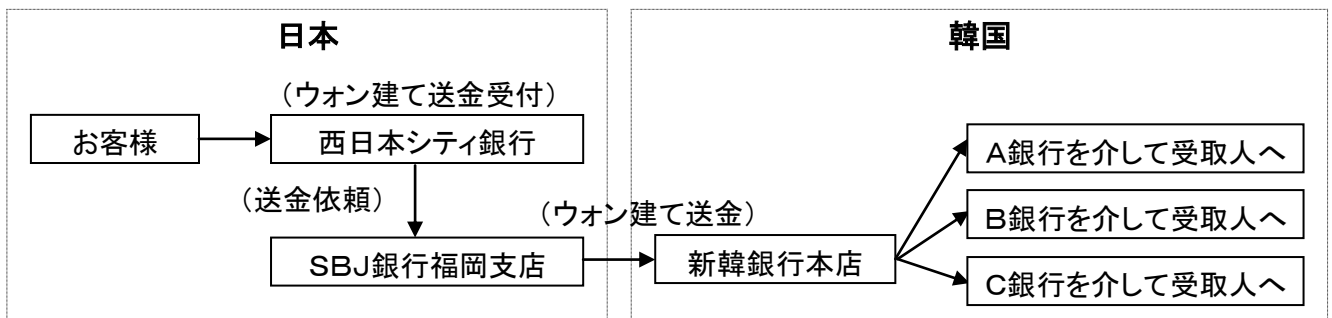 日本
韓国
（ウォン建て送金受付）
お客様
西日本シティ銀行
（送金依頼）
SBJ銀行福岡支店
（ウォン建て送金）
新韓銀行本店
A銀行を介して受取人へ
B銀行を介して受取人へ
C銀行を介して受取人へ